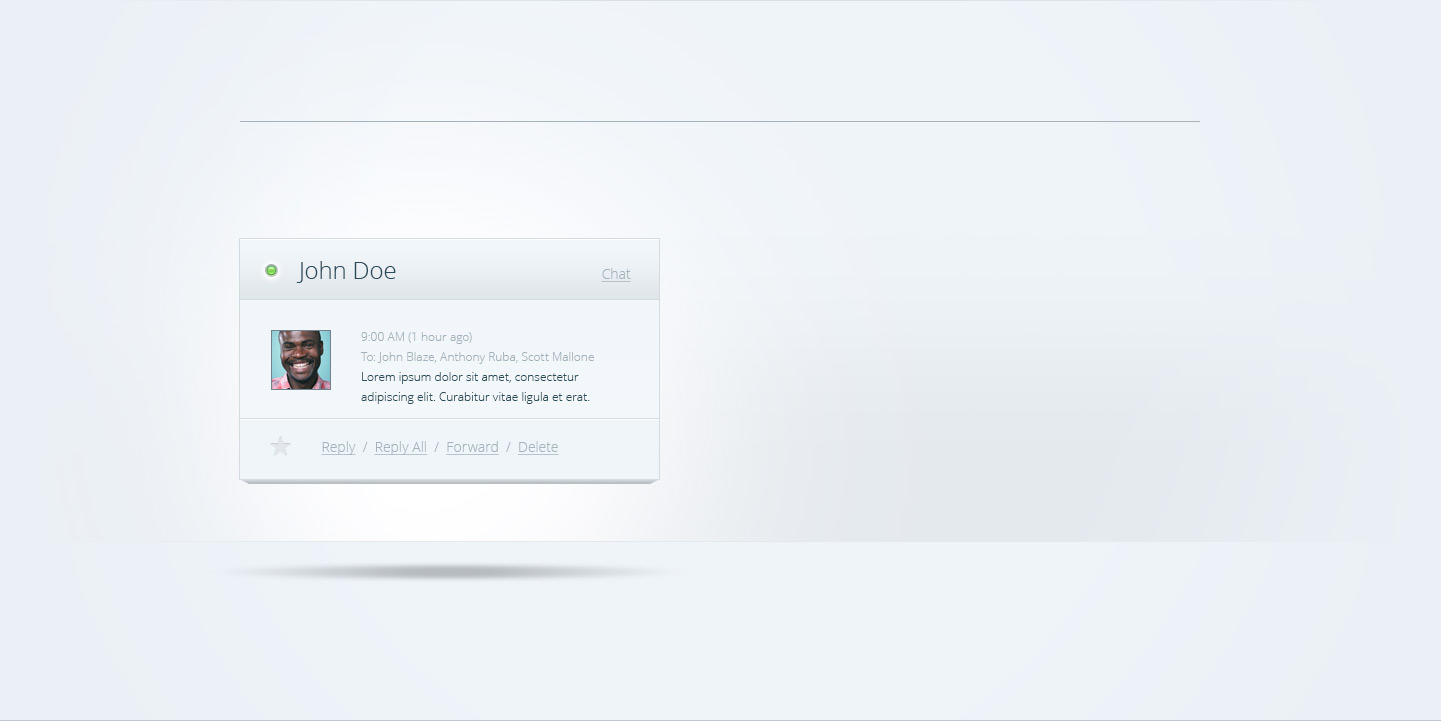 John Doe
Chat
9:00 AM (1 hour ago)
To: John Blaze, Anthony Ruba, Scott Mallone
Lorem ipsum dolor sit amet, consectetur
adipiscing elit. Curabitur vitae ligula et erat.
Reply / Reply All / Forward / Delete